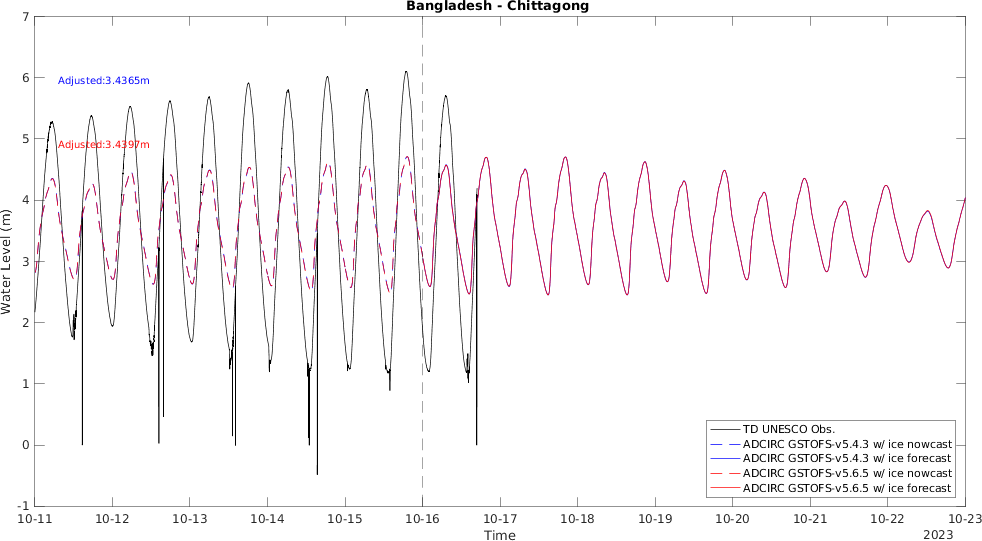 Bangladesh - Chittagong
7
6
5
4
3
2
1
0
-1
Water Level (m)
Adjusted:3.4365m
Adjusted:3.4397m
TD UNESCO Obs.
ADCIRC GSTOFS-v5.4.3 w/ ice nowcast
ADCIRC GSTOFS-v5.4.3 w/ ice forecast
ADCIRC GSTOFS-v5.6.5 w/ ice nowcast
ADCIRC GSTOFS-v5.6.5 w/ ice forecast
10-11 10-12 10-13 10-14 10-15 10-16 10-17 10-18 10-19 10-20 10-21 10-22 10-23
Time
2023